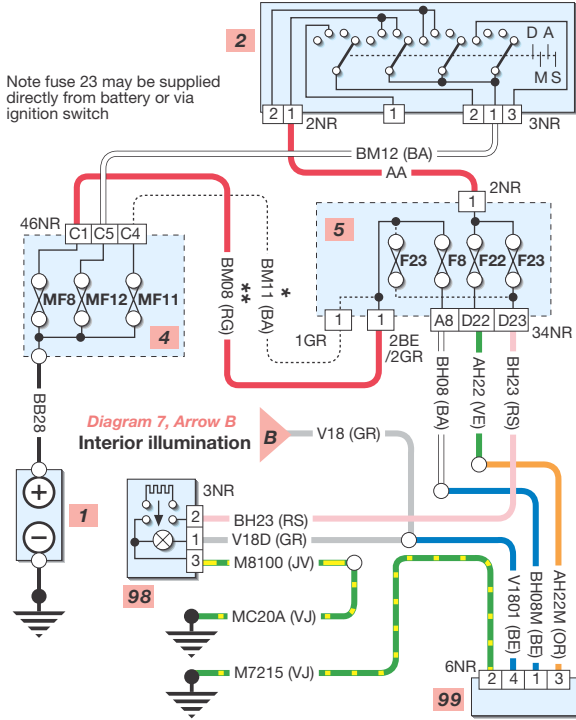 2
D A
M S
Note fuse 23 may be supplied
directly from battery or via
ignition switch
2 1
2NR
1
2 1 3
3NR
BM12 (BA)
AA
2NR
1
46NR
C1 C5 C4
5
F23
F8
F22
F23
MF8
MF12
MF11
4
BM08 (RG)
**
BM11 (BA)
*
1
1GR
1
2BE
/2GR
A8 D22 D23
34NR
BB28
BH08 (BA)
AH22 (VE)
BH23 (RS)
Diagram 7, Arrow B
Interior illumination
B
V18 (GR)
+
−
1
3NR
2
1
3
BH23 (RS)
V18D (GR)
M8100 (JV)
98
MC20A (VJ)
M7215 (VJ)
V1801 (BE)
BH08M (BE)
AH22M (OR)
6NR
2 4 1 3
99